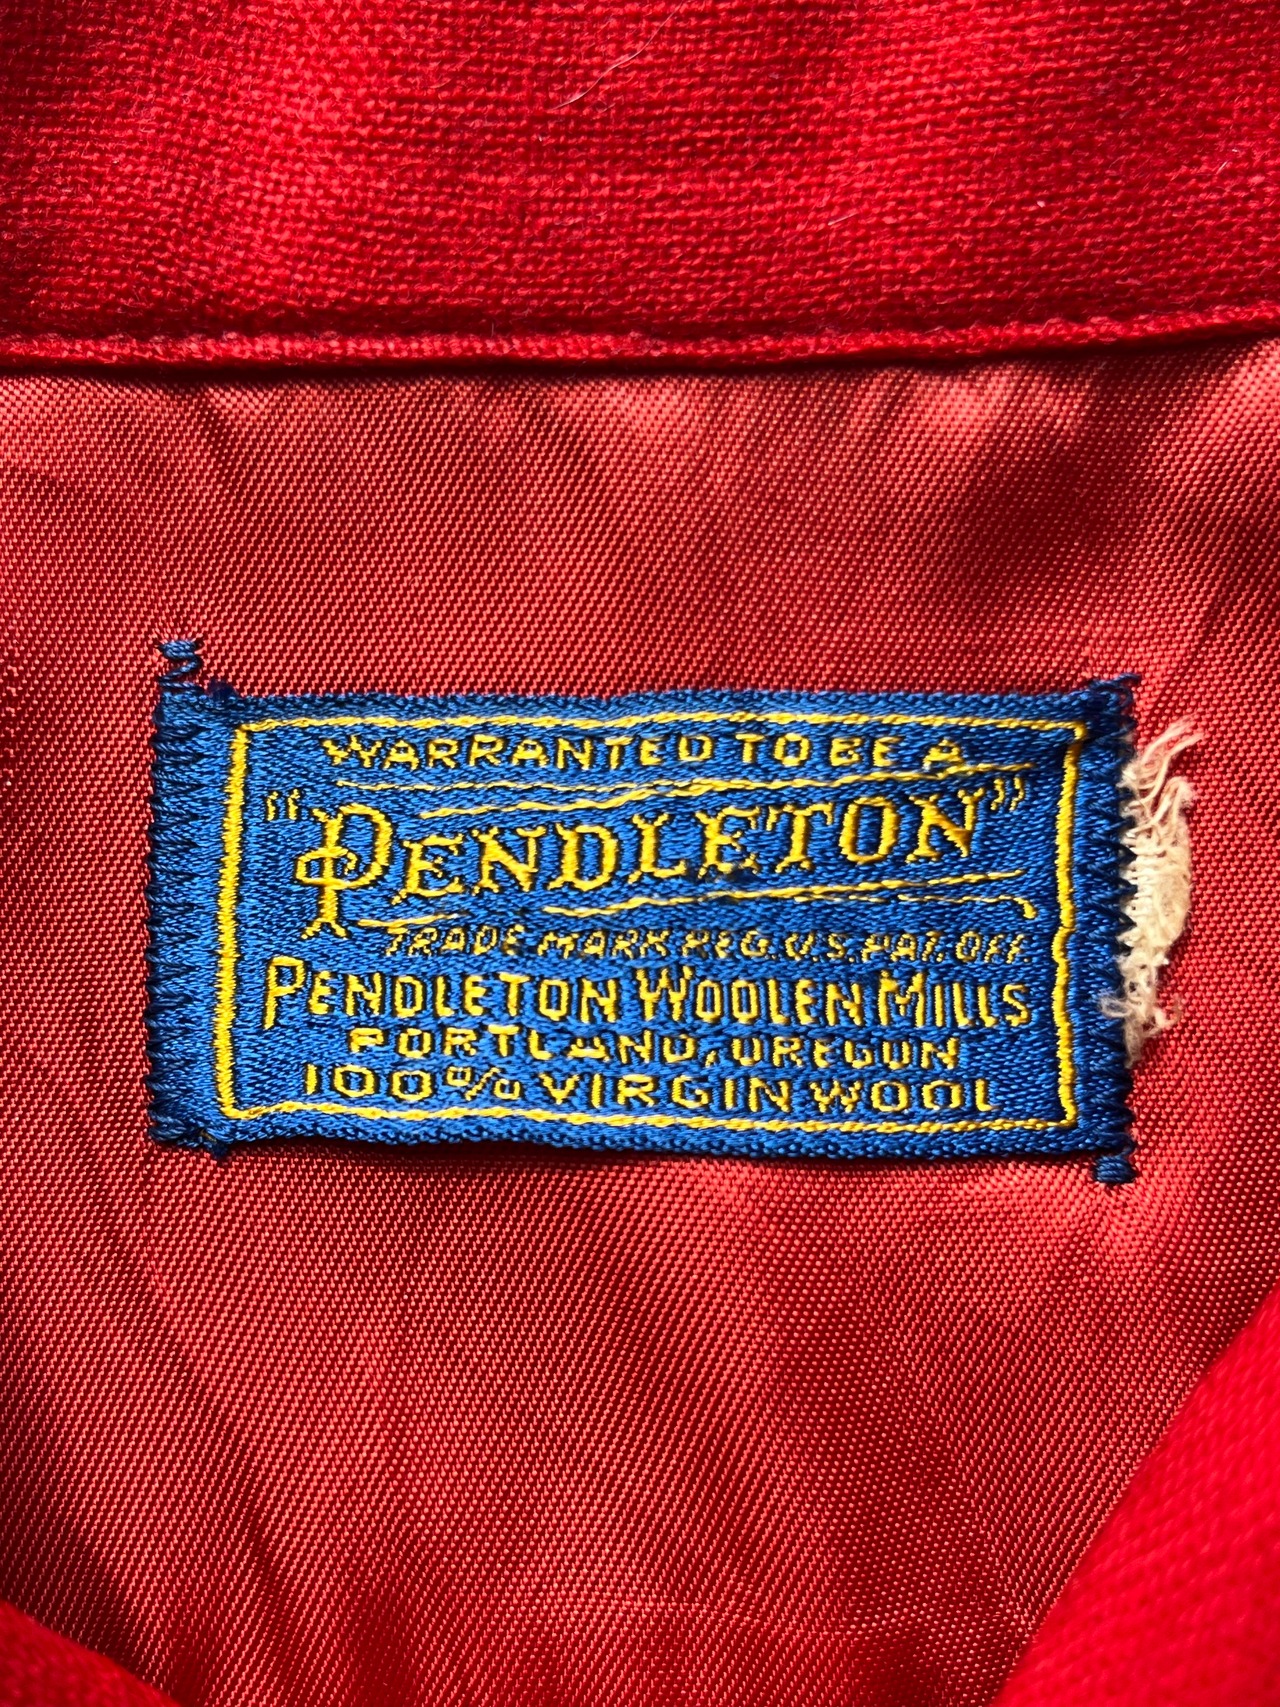 WARRANTED TO BE A
"PENDLETON"
TRADE MARK REG. U.S. PAT. OFF.
PENDLETON WOOLEN MILLS
PORTLAND, OREGON
100% VIRGIN WOOL